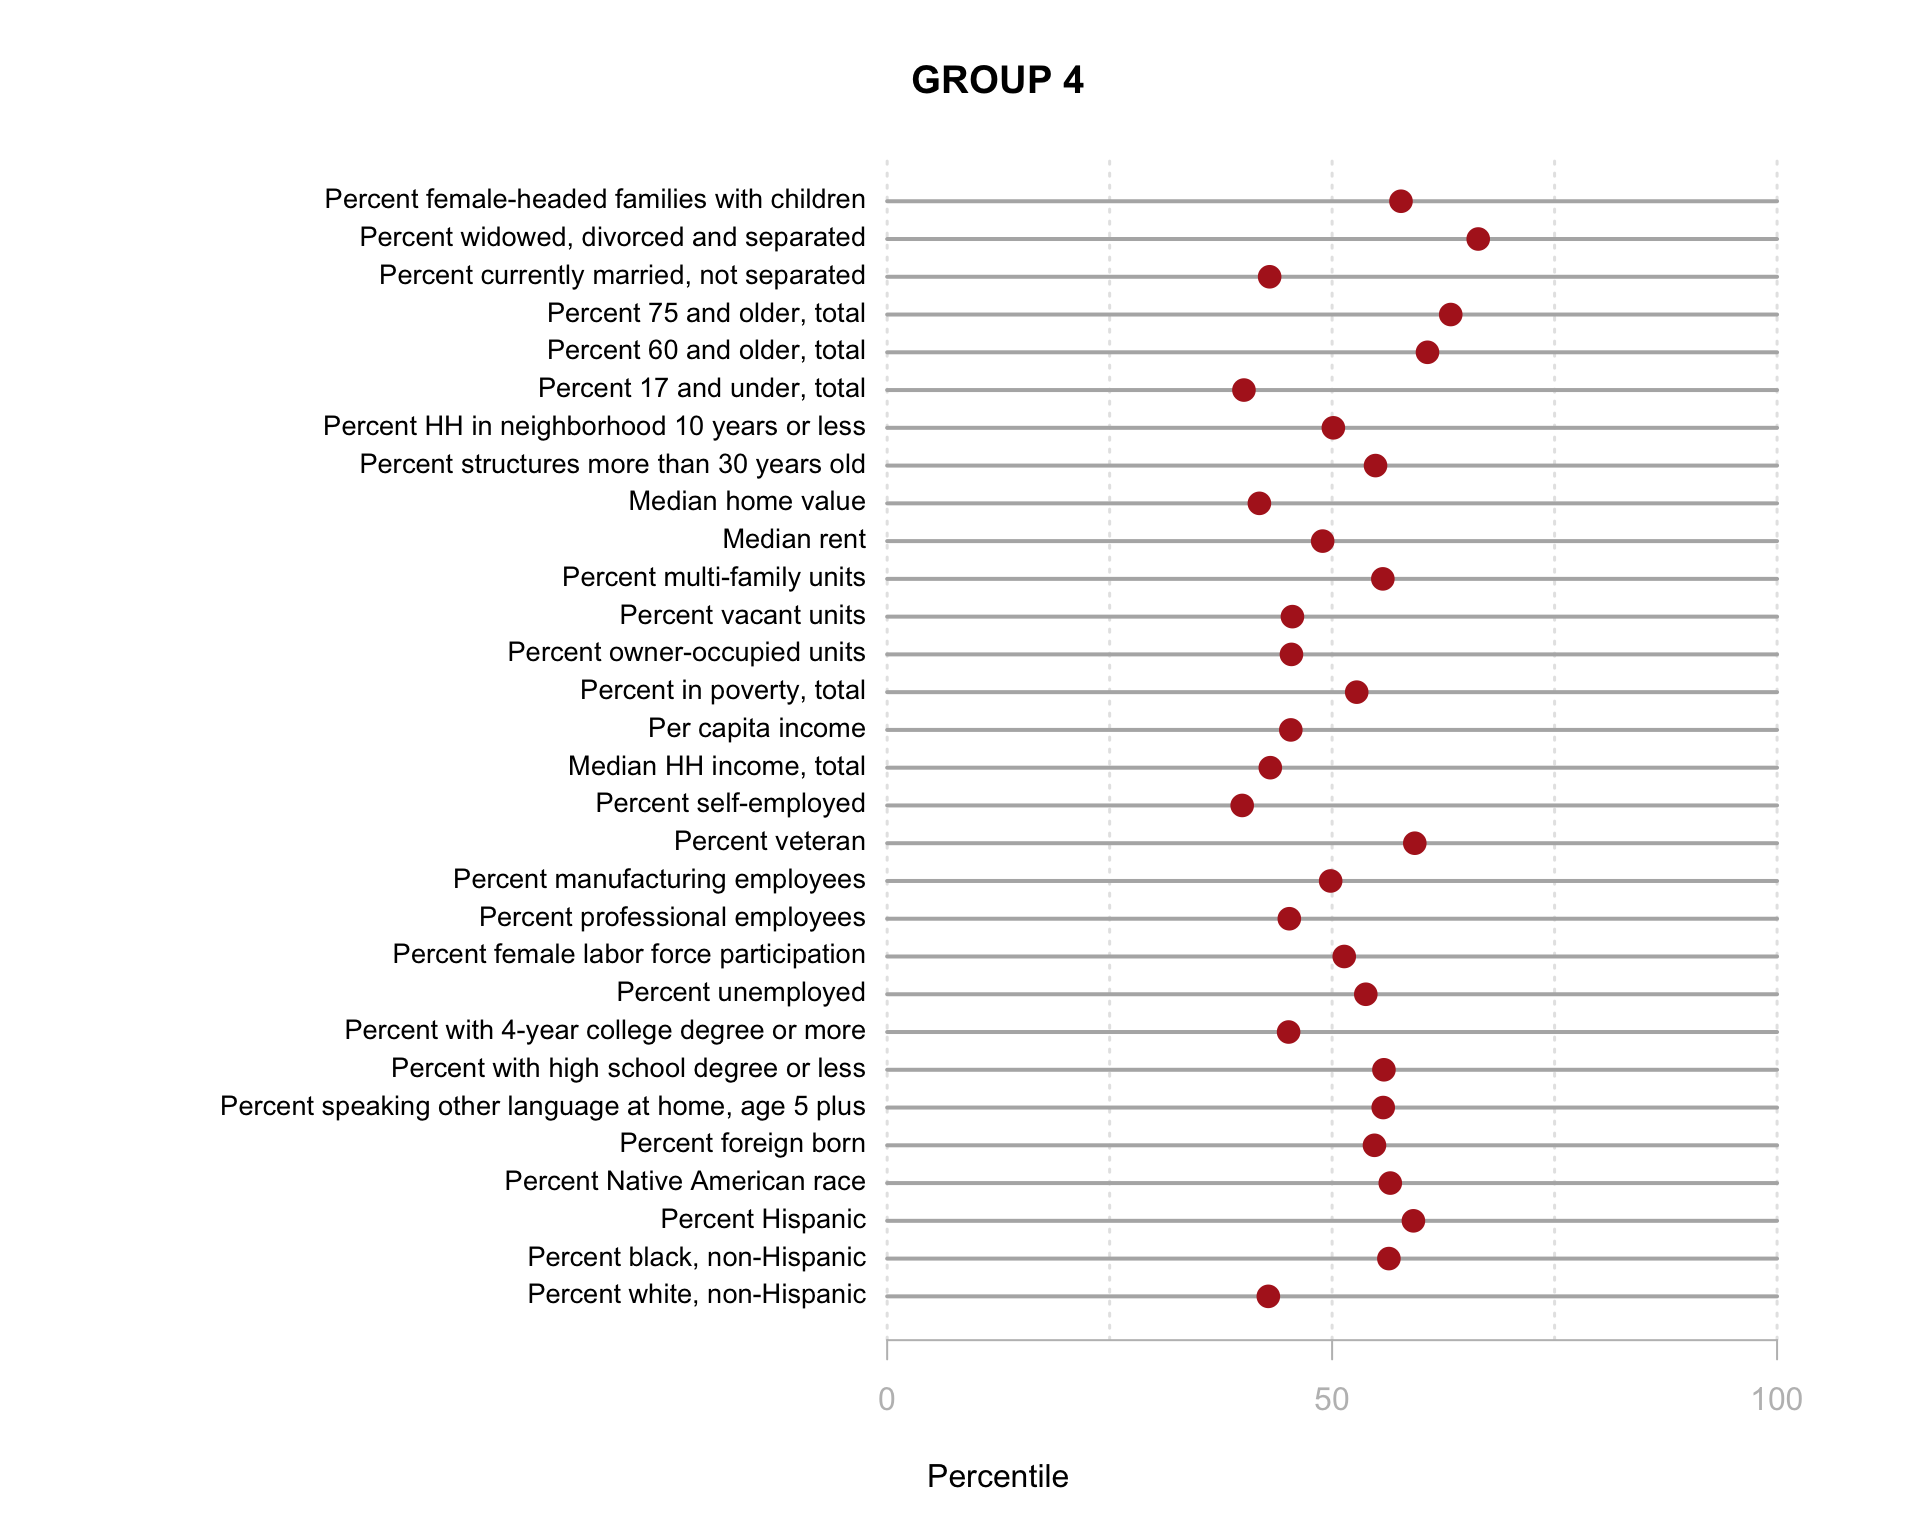 GROUP 4
Percent female-headed families with children
Percent widowed, divorced and separated
Percent currently married, not separated
Percent 75 and older, total
Percent 60 and older, total
Percent 17 and under, total
Percent HH in neighborhood 10 years or less
Percent structures more than 30 years old
Median home value
Median rent
Percent multi-family units
Percent vacant units
Percent owner-occupied units
Percent in poverty, total
Per capita income
Median HH income, total
Percent self-employed
Percent veteran
Percent manufacturing employees
Percent professional employees
Percent female labor force participation
Percent unemployed
Percent with 4-year college degree or more
Percent with high school degree or less
Percent speaking other language at home, age 5 plus
Percent foreign born
Percent Native American race
Percent Hispanic
Percent black, non-Hispanic
Percent white, non-Hispanic
0 50 100
Percentile